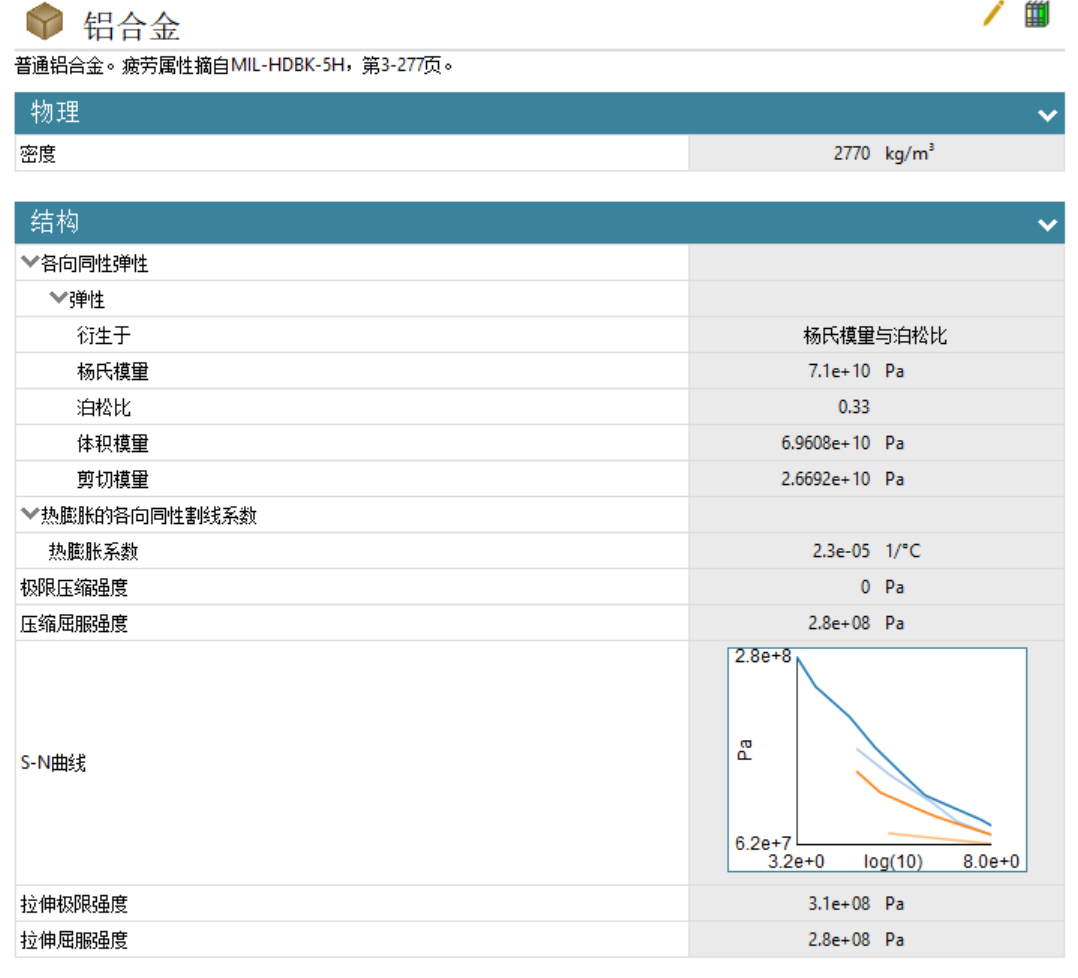 铝合金
普通铝合金。疲劳属性摘自MIL-HDBK-5H，第3-277页。
物理
密度 2770 kg/m³
结构
各向同性弹性
弹性
衍生于 杨氏模量与泊松比
杨氏模量 7.1e+10 Pa
泊松比 0.33
体积模量 6.9608e+10 Pa
剪切模量 2.6692e+10 Pa
热膨胀的各向同性割线系数
热膨胀系数 2.3e-05 1/°C
极限压缩强度 0 Pa
压缩屈服强度 2.8e+08 Pa
S-N曲线
2.8e+8
Pa
6.2e+7
3.2e+0 log(10) 8.0e+0
拉伸极限强度 3.1e+08 Pa
拉伸屈服强度 2.8e+08 Pa